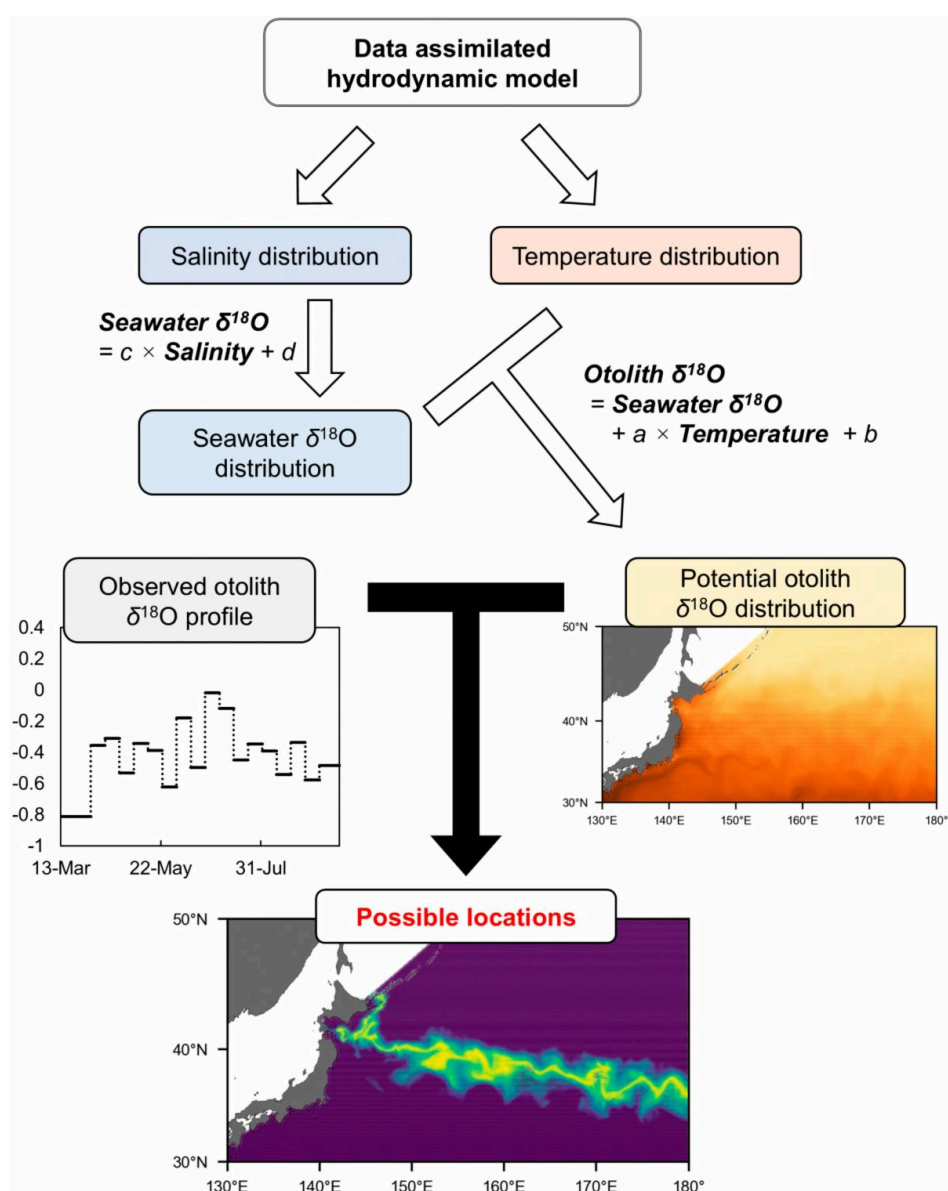 Data assimilated
hydrodynamic model
Salinity distribution
Temperature distribution
Seawater δ¹⁸O
= c × Salinity + d
Otolith δ¹⁸O
= Seawater δ¹⁸O
+ a × Temperature + b
Seawater δ¹⁸O
distribution
Observed otolith
δ¹⁸O profile
0.4
0.2
0
-0.2
-0.4
-0.6
-0.8
-1
13-Mar
22-May
31-Jul
Potential otolith
δ¹⁸O distribution
50°N
40°N
30°N
130°E
140°E
150°E
160°E
170°E
180°
Possible locations
50°N
40°N
30°N
130°E
140°E
150°E
160°E
170°E
180°